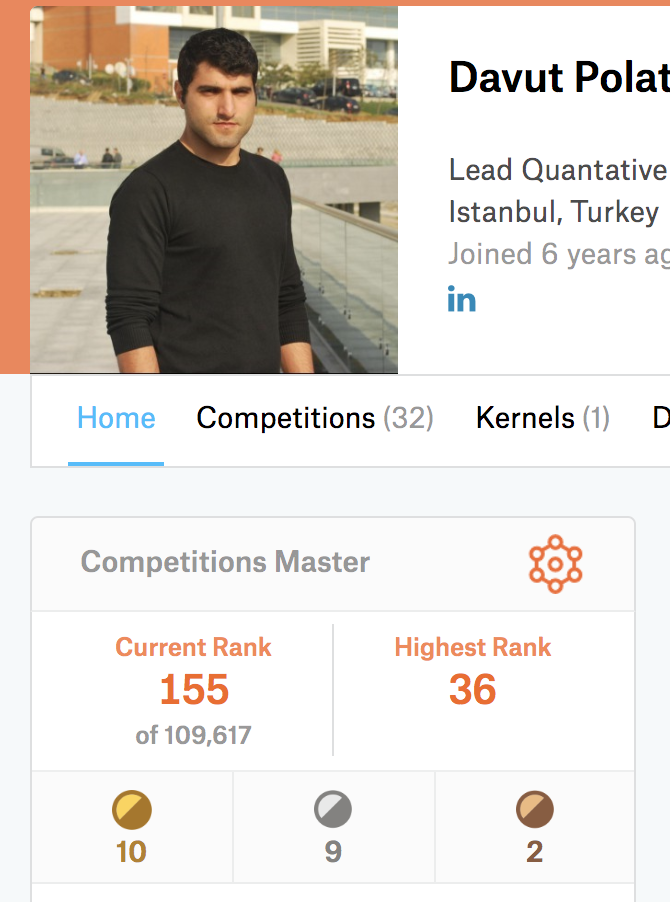 Davut Polat
Lead Quantative
Istanbul, Turkey
Joined 6 years ag
in
Home Competitions (32) Kernels (1) D
Competitions Master
Current Rank Highest Rank
155 36
of 109,617
10 9 2